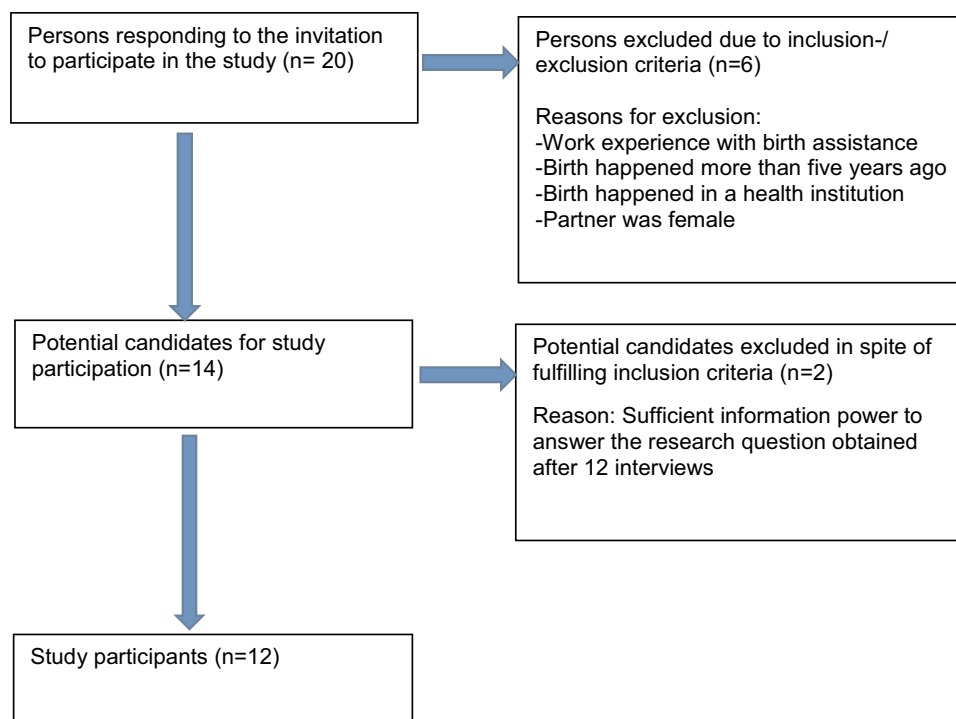 Persons responding to the invitation
to participate in the study (n= 20)
Persons excluded due to inclusion-/
exclusion criteria (n=6)
Reasons for exclusion:
-Work experience with birth assistance
-Birth happened more than five years ago
-Birth happened in a health institution
-Partner was female
Potential candidates for study
participation (n=14)
Potential candidates excluded in spite of
fulfilling inclusion criteria (n=2)
Reason: Sufficient information power to
answer the research question obtained
after 12 interviews
Study participants (n=12)